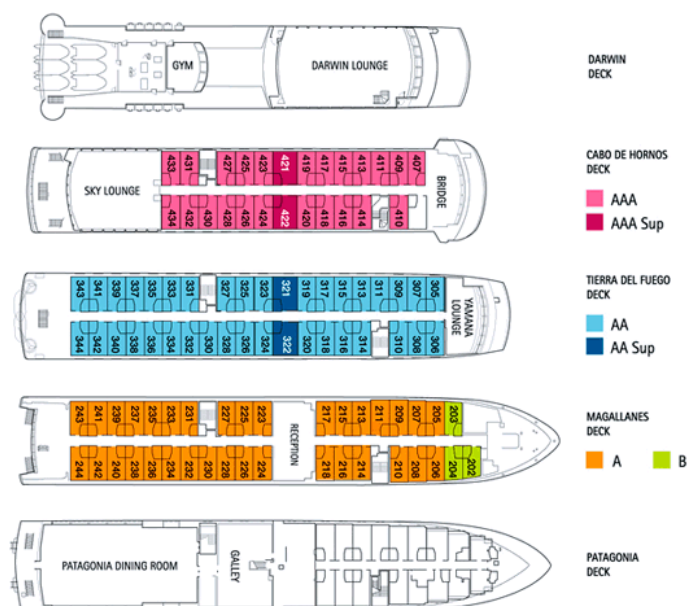 GYM
DARWIN LOUNGE
DARWIN
DECK
433 431 427 425 423 421 419 417 415 413 411 409 407
SKY LOUNGE
BRIDGE
434 432 430 428 426 424 422 420 418 416 414 410
CABO DE HORNOS
DECK
AAA
AAA Sup
343 341 339 337 335 333 331 327 325 323 321 319 317 315 313 311 309 307 305
YAMANA
LOUNGE
344 342 340 338 336 334 332 330 328 326 324 322 320 318 316 314 310 308 306
TIERRA DEL FUEGO
DECK
AA
AA Sup
243 241 239 237 235 233 231 227 225 223 217 215 213 211 209 207 205 203
RECEPTION
244 242 240 238 236 234 232 230 228 226 224 218 216 214 210 208 206 204 202
MAGALLANES
DECK
A
B
PATAGONIA DINING ROOM
GALLEY
PATAGONIA
DECK